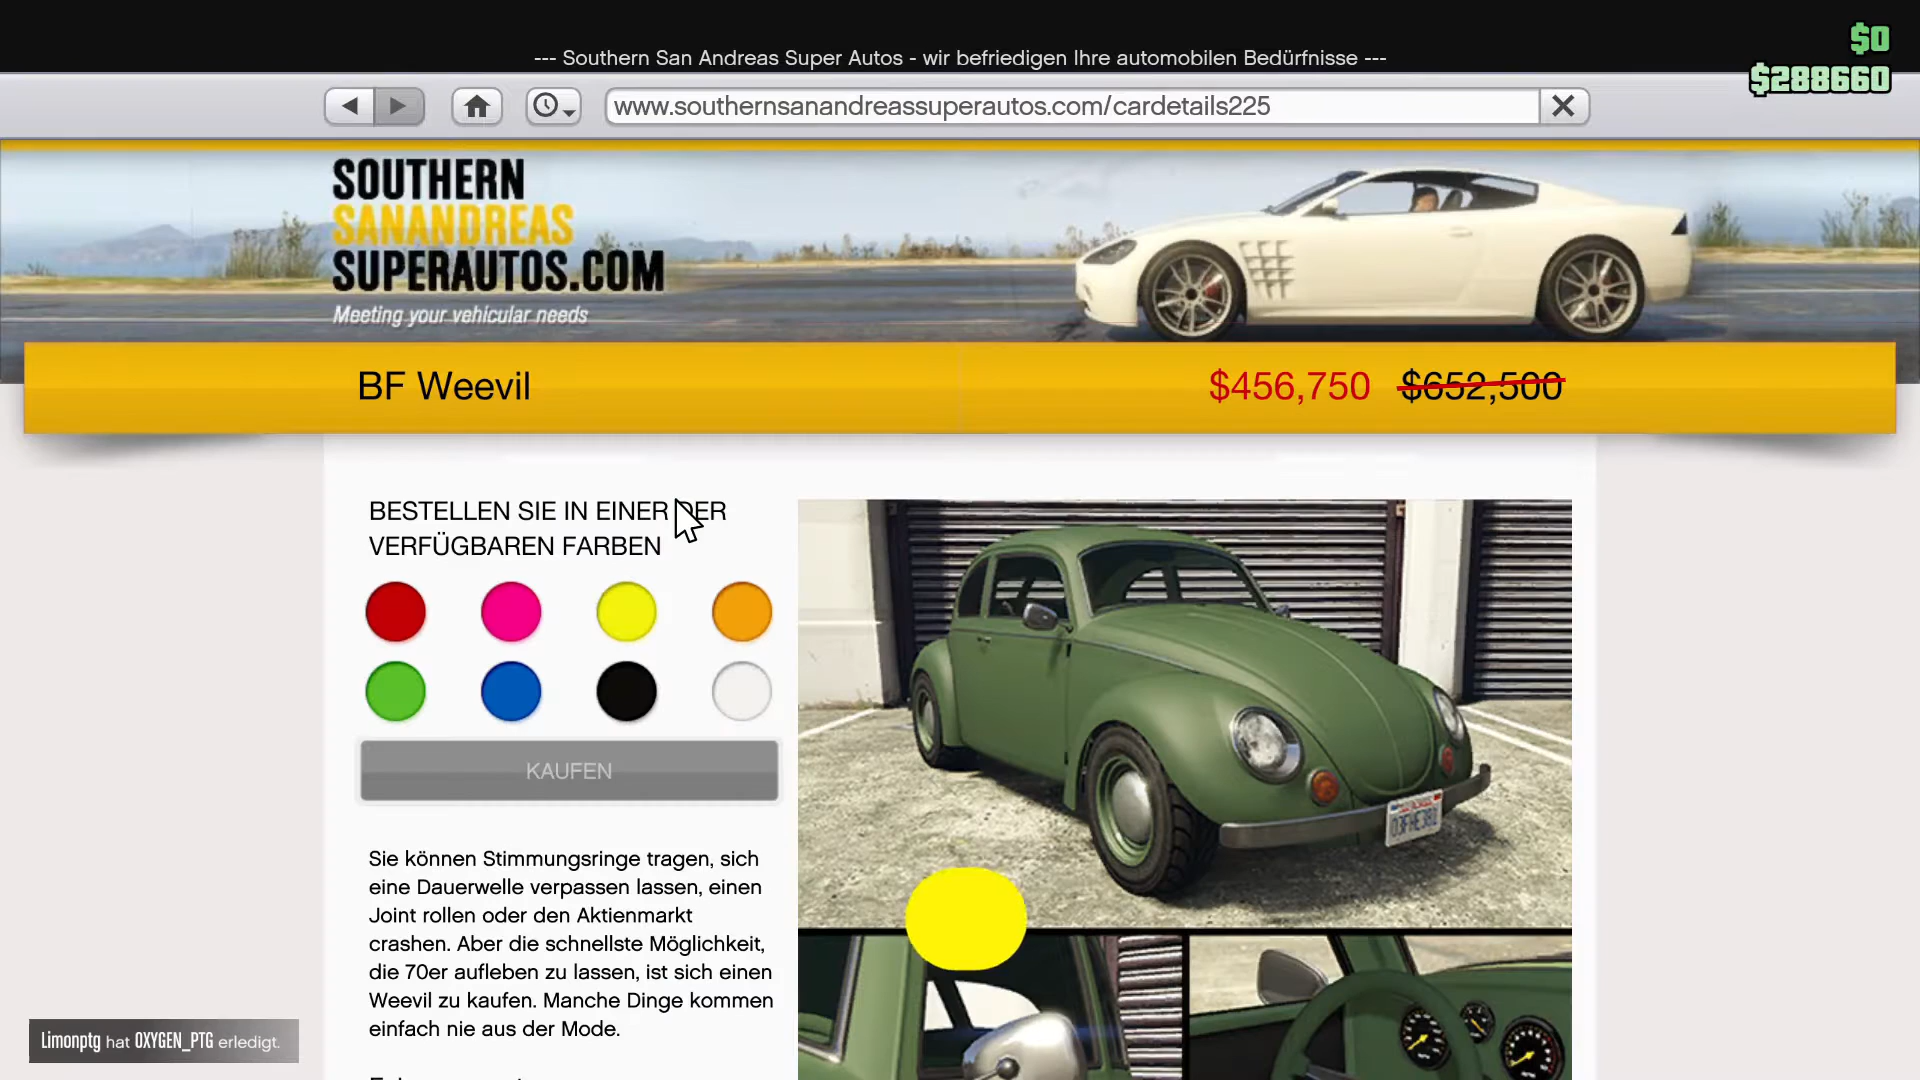 $0
--- Southern San Andreas Super Autos - wir befriedigen Ihre automobilen Bedürfnisse ---
$288660
www.southernsanandreassuperautos.com/cardetails225
SOUTHERN
SANANDREAS
SUPERAUTOS.COM
Meeting your vehicular needs
BF Weevil
$456,750 $652,500
BESTELLEN SIE IN EINER DER
VERFÜGBAREN FARBEN
KAUFEN
Sie können Stimmungsringe tragen, sich
eine Dauerwelle verpassen lassen, einen
Joint rollen oder den Aktienmarkt
crashen. Aber die schnellste Möglichkeit,
die 70er aufleben zu lassen, ist sich einen
Weevil zu kaufen. Manche Dinge kommen
einfach nie aus der Mode.
Limonptg hat OXYGEN_PTG erledigt.